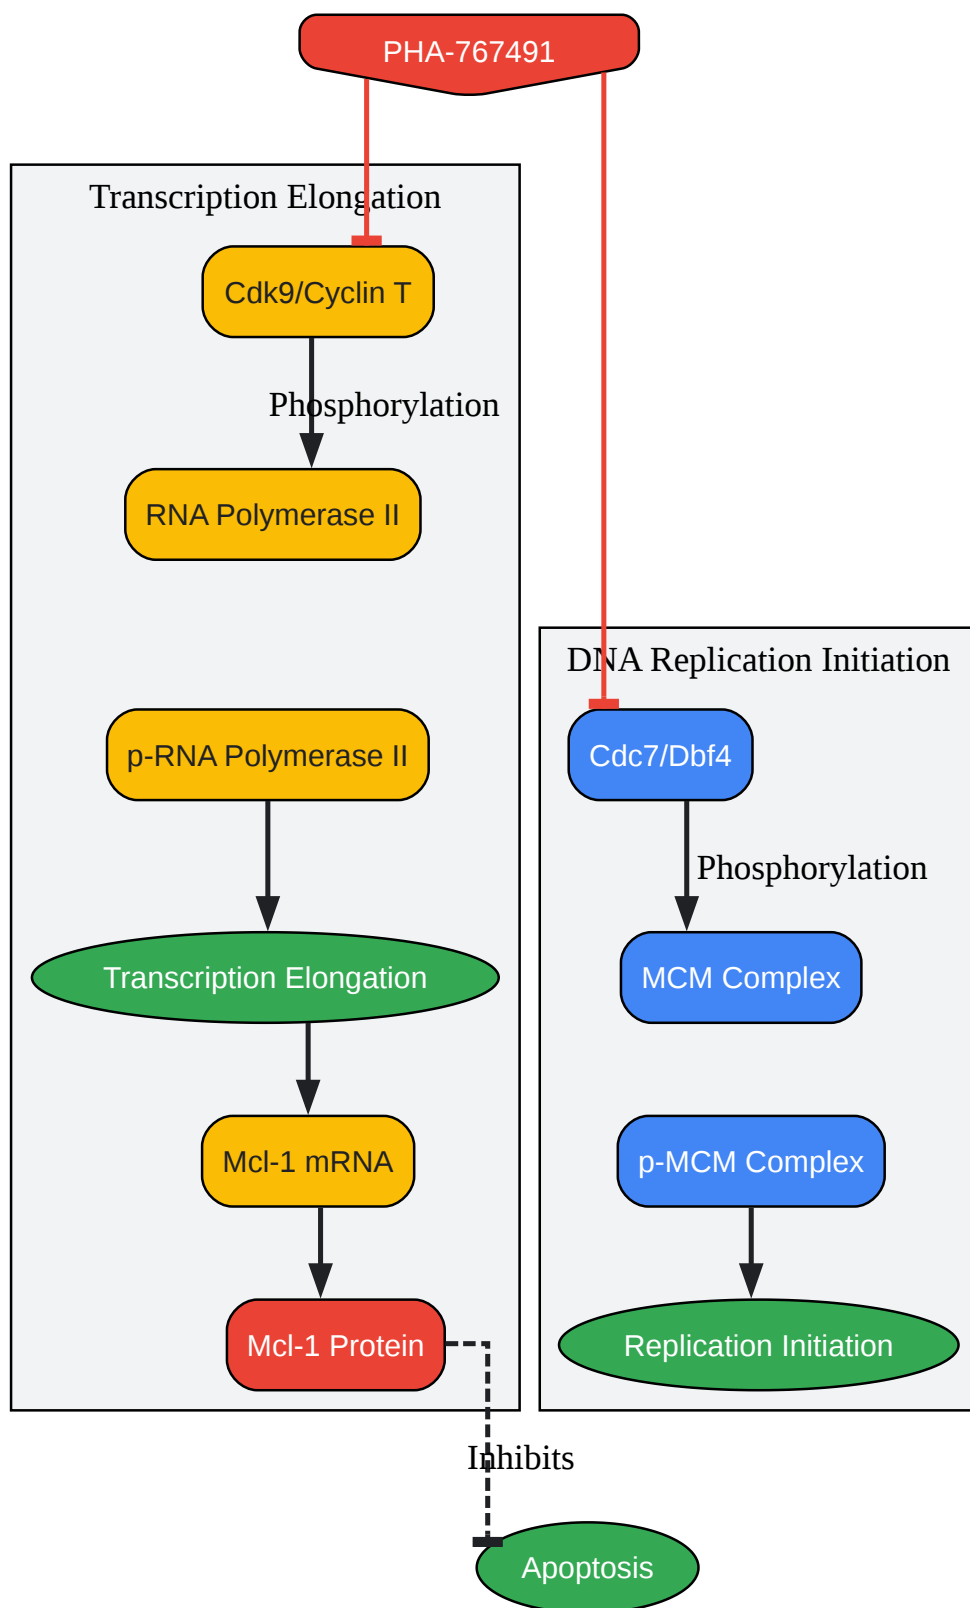 PHA-767491
Transcription Elongation
Cdk9/Cyclin T
Phosphorylation
RNA Polymerase II
p-RNA Polymerase II
Transcription Elongation
Mcl-1 mRNA
Mcl-1 Protein
Inhibits
Apoptosis
DNA Replication Initiation
Cdc7/Dbf4
Phosphorylation
MCM Complex
p-MCM Complex
Replication Initiation